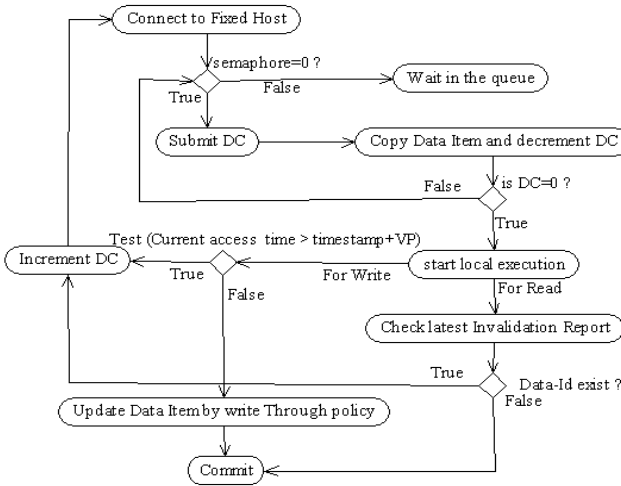 Connect to Fixed Host
semaphore=0 ?
True
False
Wait in the queue
Submit DC
Copy Data Item and decrement DC
False
is DC=0 ?
True
Test (Current access time > timestamp+VP)
Increment DC
True
For Write
start local execution
False
For Read
Check latest Invalidation Report
True
Data-Id exist ?
False
Update Data Item by write Through policy
Commit